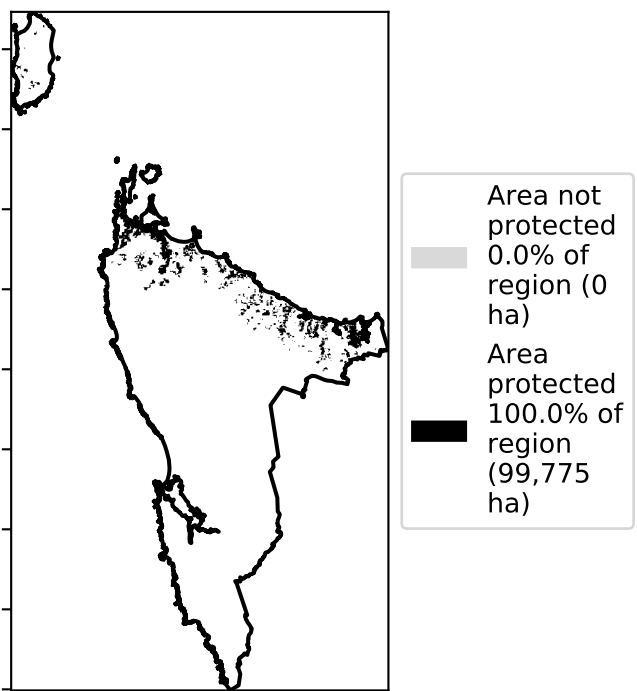 Area not
protected
0.0% of
region (0
ha)
Area
protected
100.0% of
region
(99,775
ha)